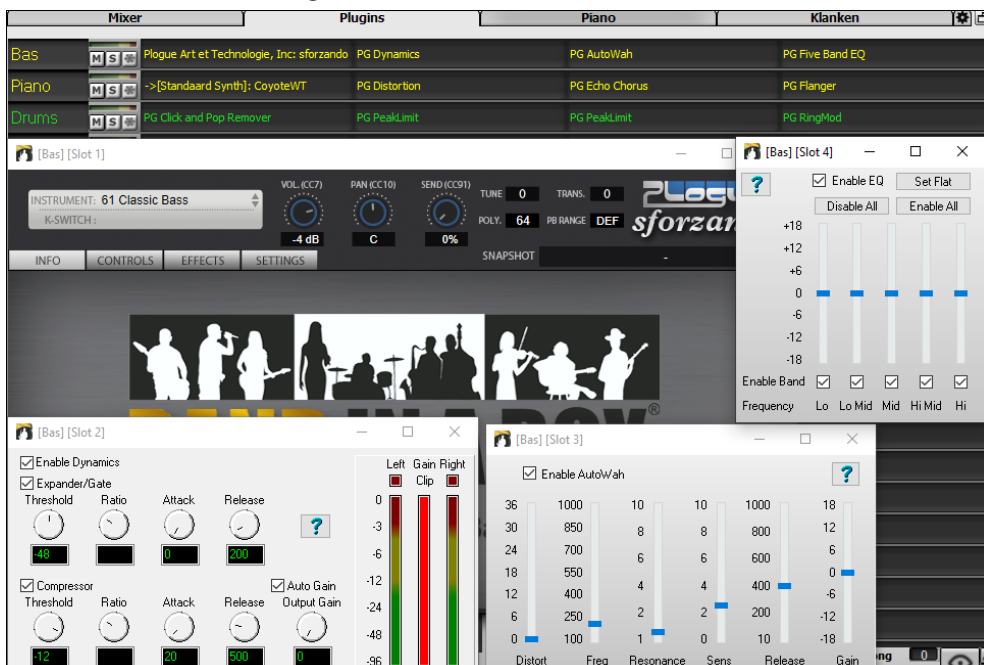 Mixer Plugins Piano Klanken
Bas M S Plogue Art et Technologie, Inc: sforzando PG Dynamics PG AutoWah PG Five Band EQ
Piano M S ->[Standaard Synth]: CoyoteWT PG Distortion PG Echo Chorus PG Flanger
Drums M S PG Click and Pop Remover PG PeakLimit PG PeakLimit PG RingMod
[Bas] [Slot 1]
INSTRUMENT: 61 Classic Bass
K-SWITCH :
VOL. (CC7) PAN (CC10) SEND (CC91)
-4 dB C 0%
TUNE 0 TRANS. 0
POLY. 64 PB RANGE DEF
sforzan
SNAPSHOT -
INFO CONTROLS EFFECTS SETTINGS
BAND IN A BOX®
[Bas] [Slot 4]
? Enable EQ Set Flat
Disable All Enable All
+18
+12
+6
0
-6
-12
-18
Enable Band
Frequency Lo Lo Mid Mid Hi Mid Hi
[Bas] [Slot 2]
Enable Dynamics
Expander/Gate
Threshold Ratio Attack Release
?
-48 0 200
Compressor Auto Gain
Threshold Ratio Attack Release Output Gain
-12 20 500 0
Left Gain Right
Clip
0
-3
-6
-12
-24
-48
-96
[Bas] [Slot 3]
Enable AutoWah ?
36 1000 10 10 1000 18
30 850 8 8 800 12
24 700 6 6 600 6
18 550 4 4 400 0
12 400 2 2 200 -6
6 250 1 0 10 -12
0 100 -18
Distort Freq Resonance Sens Release Gain
ng 0